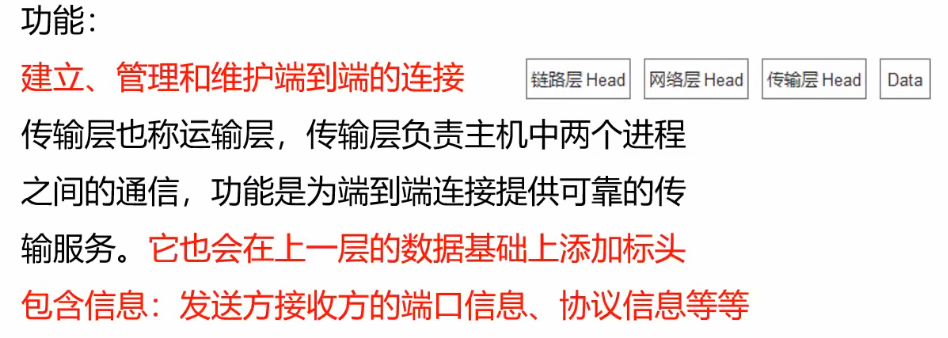 功能：
建立、管理和维护端到端的连接
链路层 Head 网络层 Head 传输层 Head Data
传输层也称运输层，传输层负责主机中两个进程
之间的通信，功能是为端到端连接提供可靠的传
输服务。它也会在上一层的数据基础上添加标头
包含信息：发送方接收方的端口信息、协议信息等等